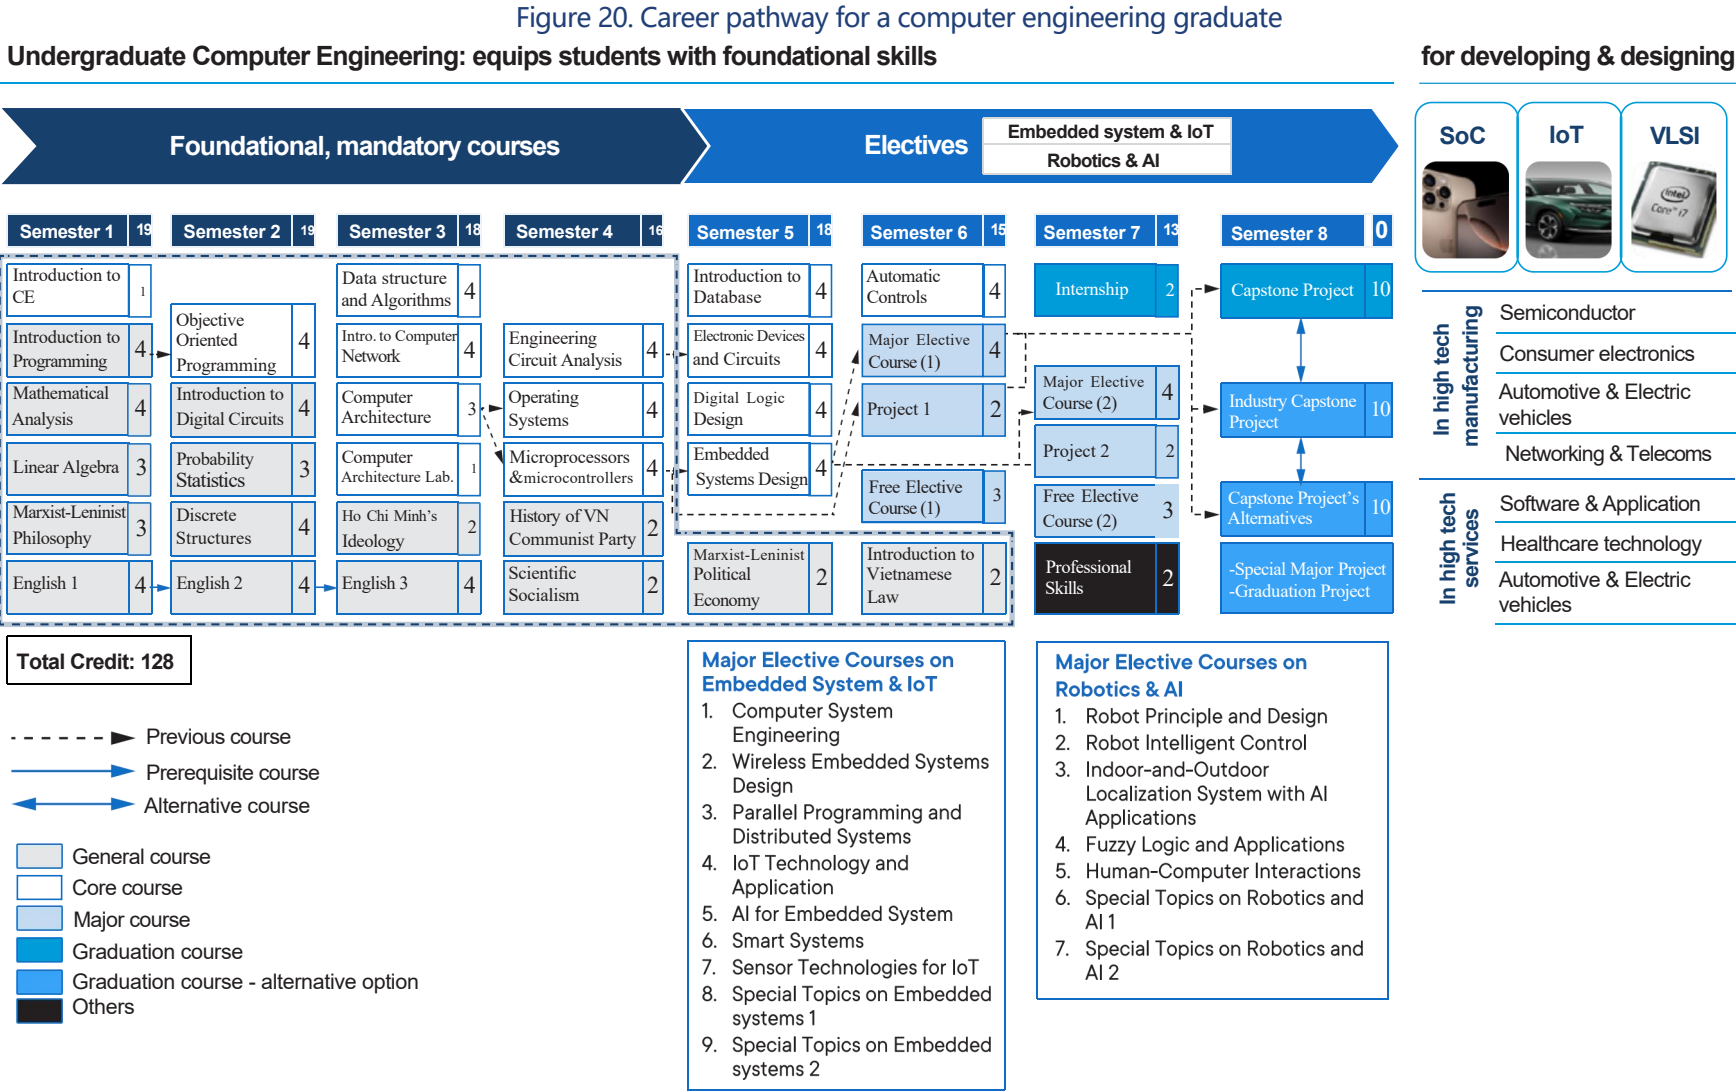 Figure 20. Career pathway for a computer engineering graduate
Undergraduate Computer Engineering: equips students with foundational skills
for developing & designing
Foundational, mandatory courses
Electives
Embedded system & IoT
Robotics & AI
SoC
IoT
VLSI
intel
Core i7
Semester 1 19
Introduction to
CE
1
Introduction to
Programming
4
Mathematical
Analysis
4
Linear Algebra 3
Marxist-Leninist
Philosophy
3
English 1 4
Semester 2 19
Objective
Oriented
Programming
4
Introduction to
Digital Circuits
4
Probability
Statistics
3
Discrete
Structures
4
English 2 4
Semester 3 18
Data structure
and Algorithms
4
Intro. to Computer
Network
4
Computer
Architecture
3
Computer
Architecture Lab.
1
Ho Chi Minh's
Ideology
2
English 3 4
Semester 4 16
Engineering
Circuit Analysis
4
Operating
Systems
4
Microprocessors
&microcontrollers
4
History of VN
Communist Party
2
Scientific
Socialism
2
Semester 5 18
Introduction to
Database
4
Electronic Devices
and Circuits
4
Digital Logic
Design
4
Embedded
Systems Design
4
Marxist-Leninist
Political
Economy
2
Semester 6 15
Automatic
Controls
4
Major Elective
Course (1)
4
Project 1 2
Free Elective
Course (1)
3
Introduction to
Vietnamese
Law
2
Semester 7 13
Internship 2
Major Elective
Course (2)
4
Project 2 2
Free Elective
Course (2)
3
Professional
Skills
2
Semester 8 0
Capstone Project 10
Industry Capstone
Project
10
Capstone Project's
Alternatives
10
-Special Major Project
-Graduation Project
In high tech
manufacturing
Semiconductor
Consumer electronics
Automotive & Electric
vehicles
Networking & Telecoms
In high tech
services
Software & Application
Healthcare technology
Automotive & Electric
vehicles
Total Credit: 128
Previous course
Prerequisite course
Alternative course
General course
Core course
Major course
Graduation course
Graduation course - alternative option
Others
Major Elective Courses on
Embedded System & IoT
1. Computer System
Engineering
2. Wireless Embedded Systems
Design
3. Parallel Programming and
Distributed Systems
4. IoT Technology and
Application
5. AI for Embedded System
6. Smart Systems
7. Sensor Technologies for IoT
8. Special Topics on Embedded
systems 1
9. Special Topics on Embedded
systems 2
Major Elective Courses on
Robotics & AI
1. Robot Principle and Design
2. Robot Intelligent Control
3. Indoor-and-Outdoor
Localization System with AI
Applications
4. Fuzzy Logic and Applications
5. Human-Computer Interactions
6. Special Topics on Robotics and
AI 1
7. Special Topics on Robotics and
AI 2